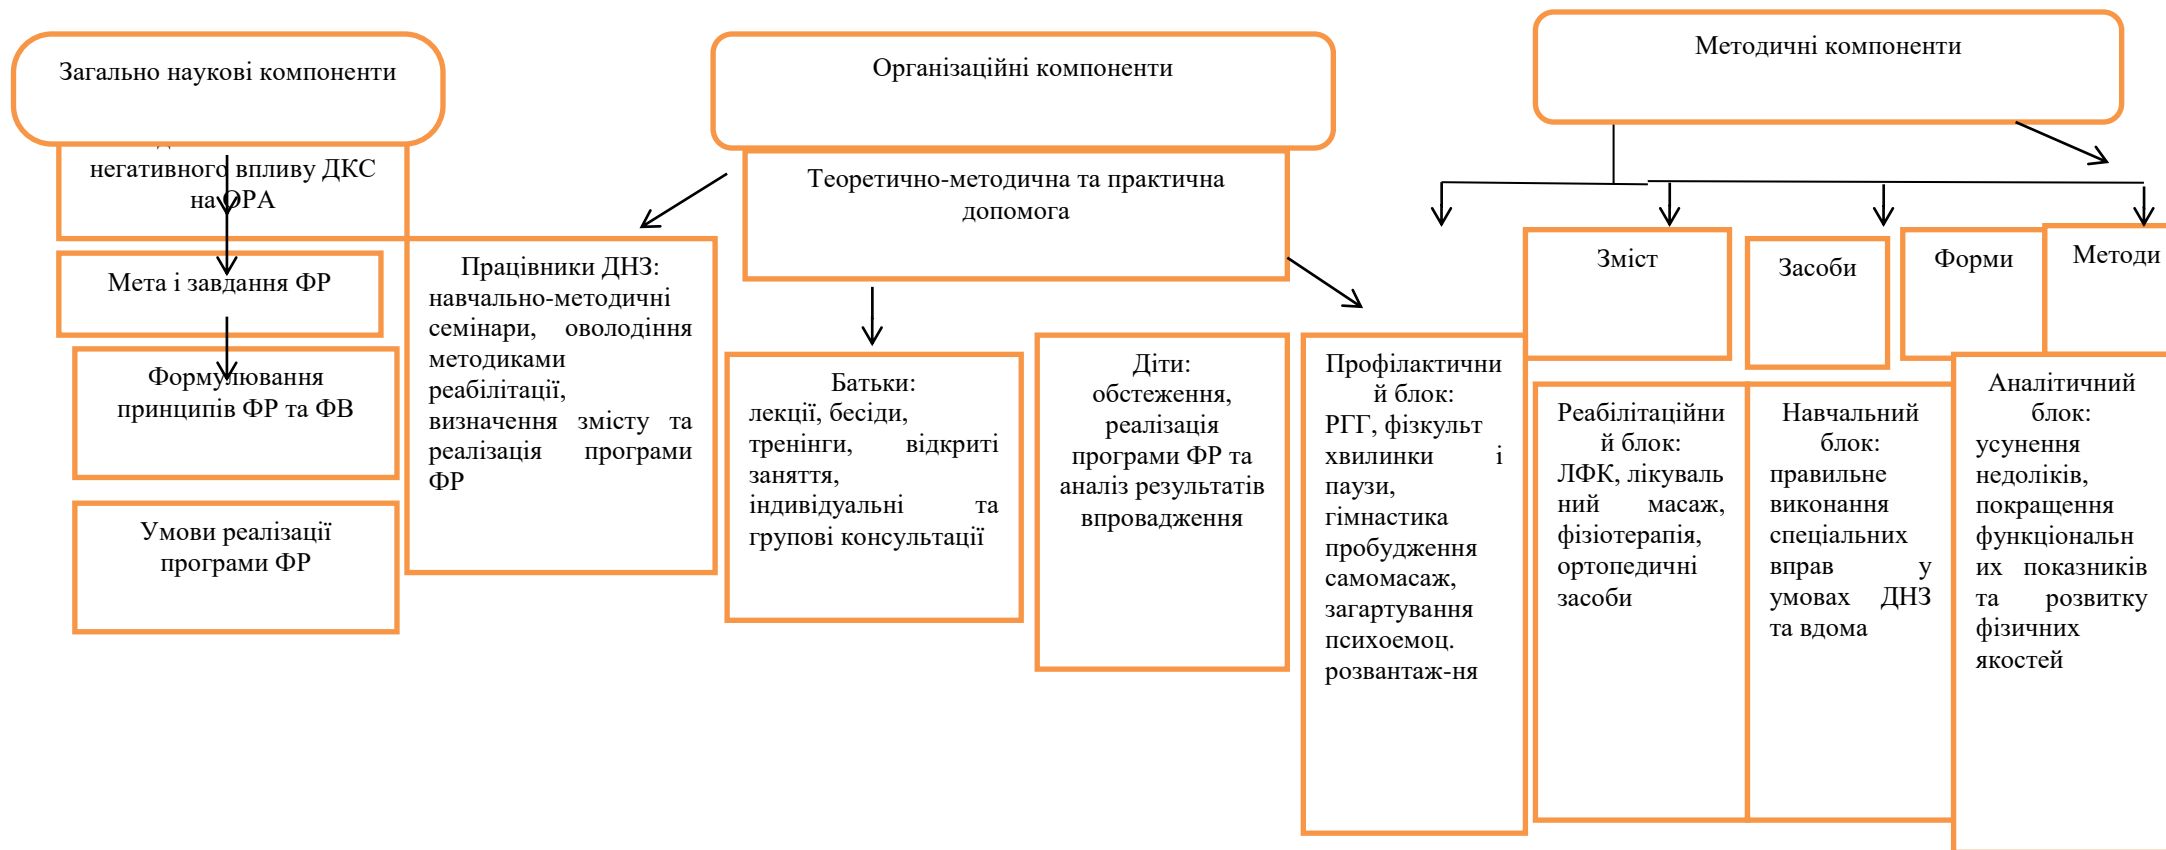 Загально наукові компоненти
негативного впливу ДКС
на ОРА
Мета і завдання ФР
Формулювання
принципів ФР та ФВ
Умови реалізації
програми ФР
Організаційні компоненти
Теоретично-методична та практична
допомога
Працівники ДНЗ:
навчально-методичні
семінари, оволодіння
методиками
реабілітації,
визначення змісту та
реалізація програми
ФР
Батьки:
лекції, бесіди,
тренінги, відкриті
заняття,
індивідуальні та
групові консультації
Діти:
обстеження,
реалізація
програми ФР та
аналіз результатів
впровадження
Методичні компоненти
Зміст
Засоби
Форми
Методи
Профілактични
й блок:
РГГ, фізкульт
хвилинки і
паузи,
гімнастика
пробудження
самомасаж,
загартування
психоемоц.
розвантаж-ня
Реабілітаційни
й блок:
ЛФК, лікуваль
ний масаж,
фізіотерапія,
ортопедичні
засоби
Навчальний
блок:
правильне
виконання
спеціальних
вправ у
умовах ДНЗ
та вдома
Аналітичний
блок:
усунення
недоліків,
покращення
функціональн
их показників
та розвитку
фізичних
якостей